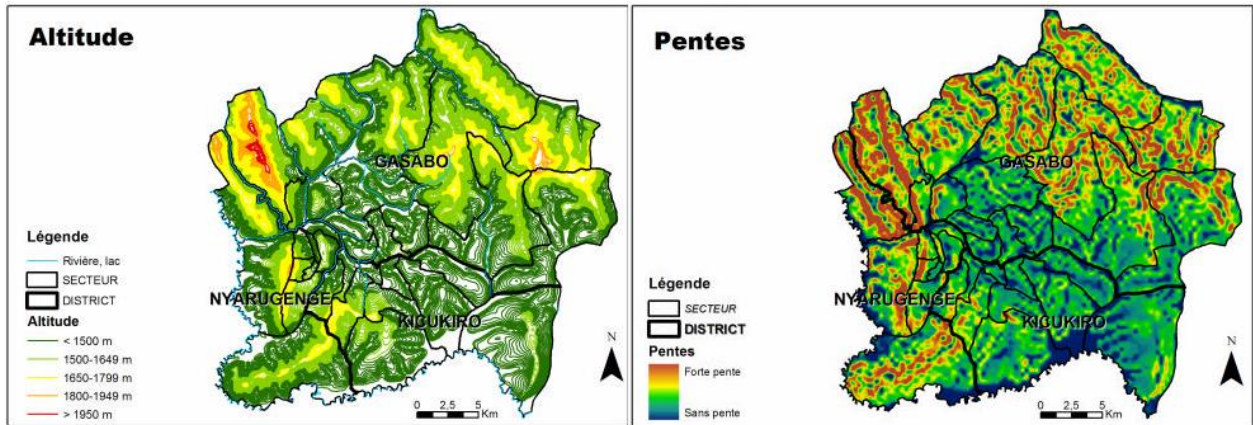 Altitude
GASABO
NYARUGENGE
KICUKIRO
Légende
Rivière, lac
SECTEUR
DISTRICT
Altitude
< 1500 m
1500-1649 m
1650-1799 m
1800-1949 m
> 1950 m
N
0 2,5 5
Km
Pentes
GASABO
NYARUGENGE
KICUKIRO
Légende
SECTEUR
DISTRICT
Pentes
Forte pente
Sans pente
N
0 2,5 5
Km